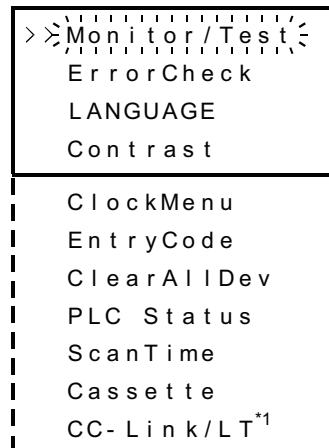 >>Monitor/Test
ErrorCheck
LANGUAGE
Contrast
ClockMenu
EntryCode
ClearAllDev
PLC Status
ScanTime
Cassette
CC-Link/LT*1